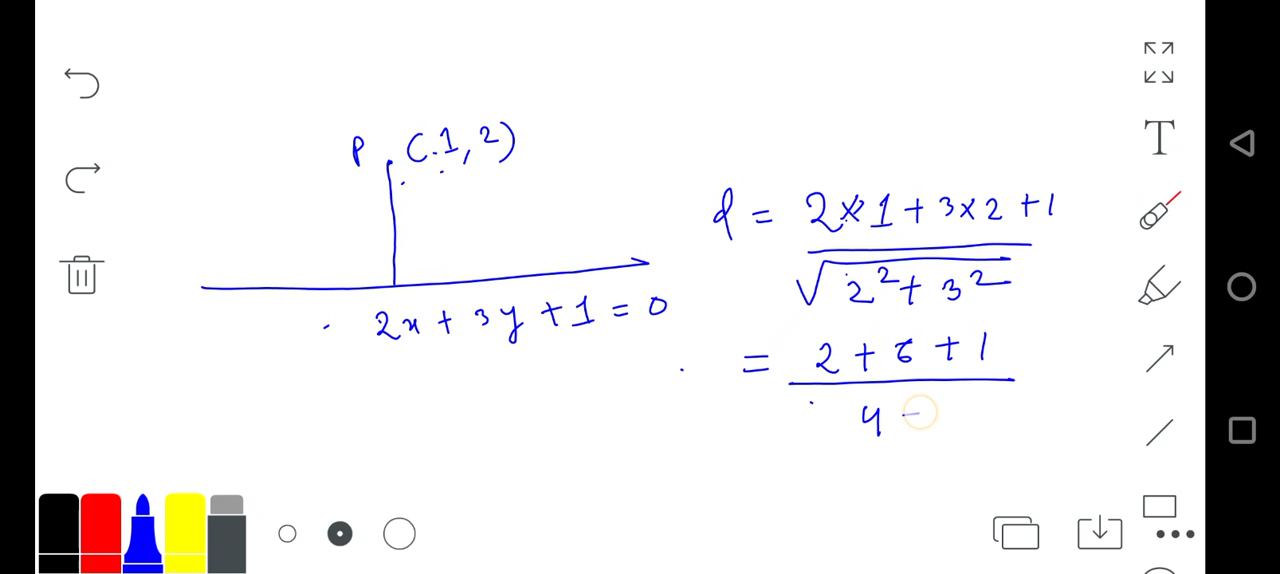 P (.1, 2)
2x + 3y + 1 = 0
d = 2×1 + 3×2 + 1
√2² + 3²
= 2 + 6 + 1
4 -
T